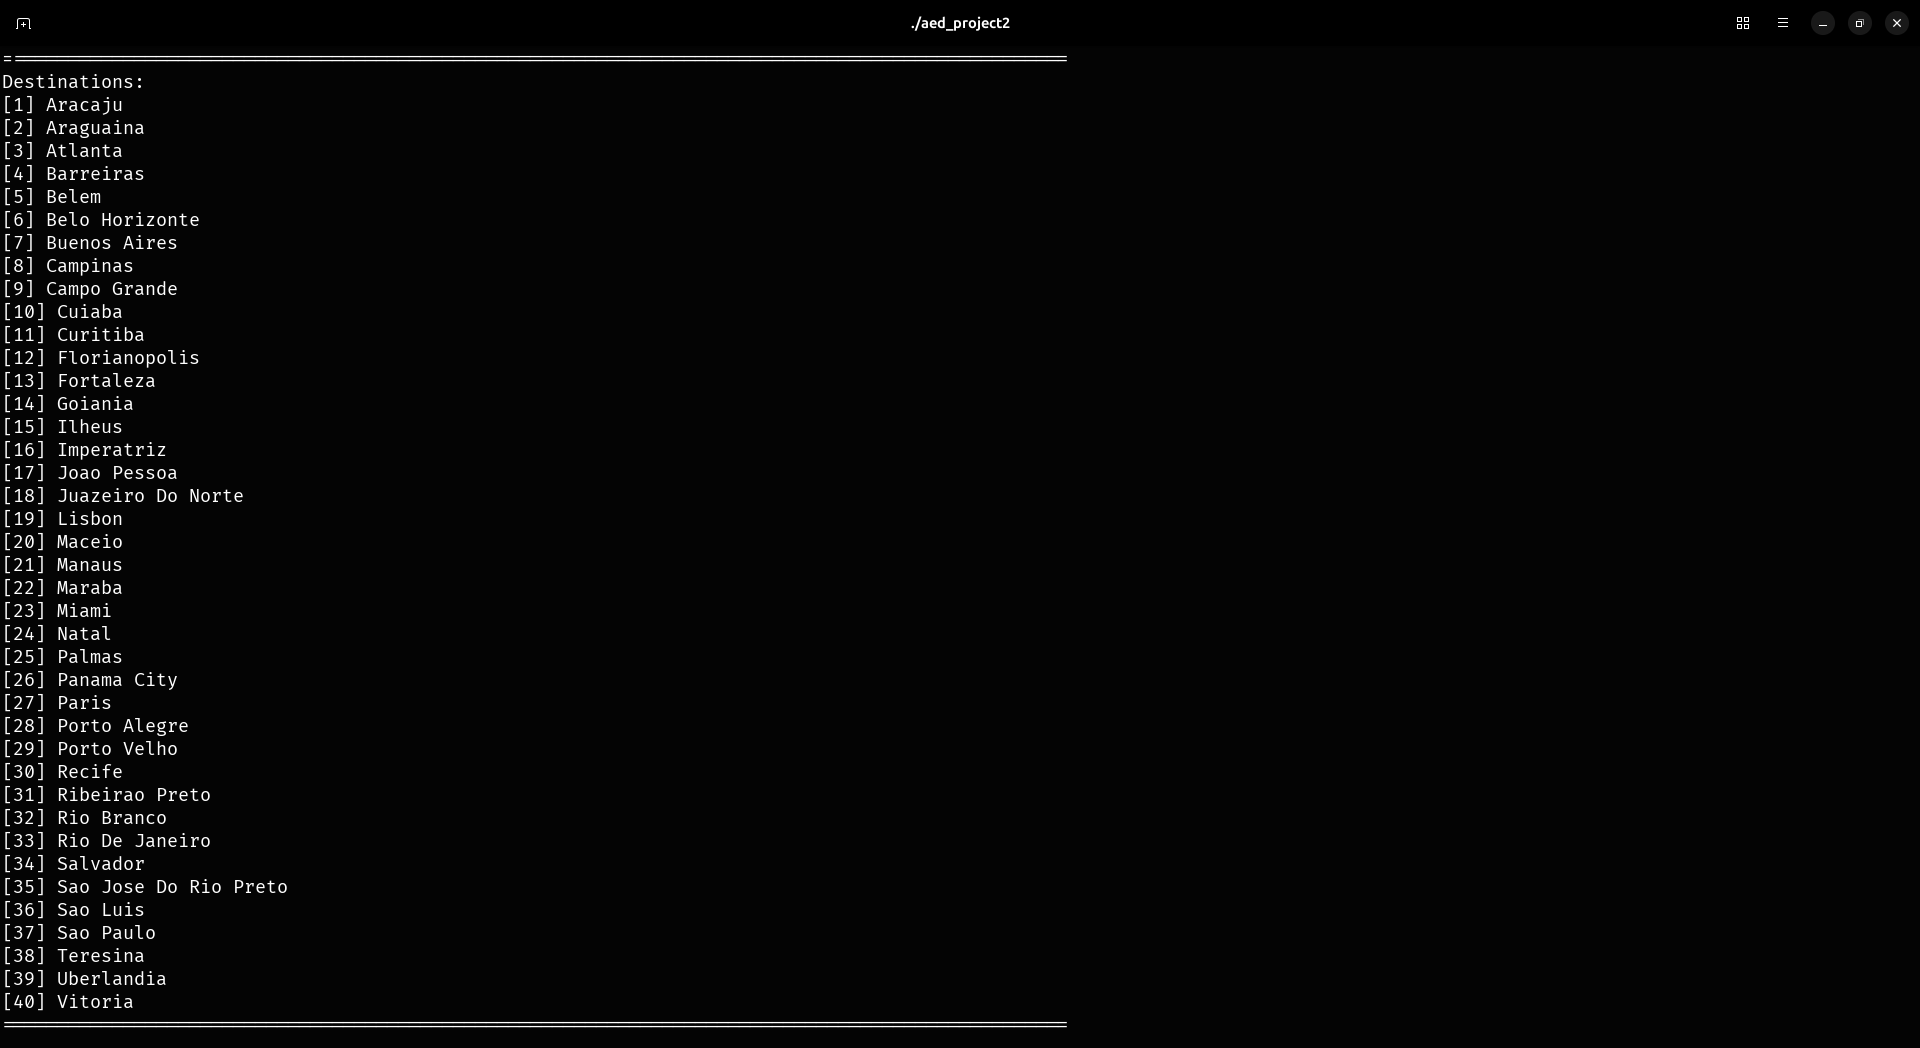 ./aed_project2
=================================================================================================
Destinations:
[1] Aracaju
[2] Araguaina
[3] Atlanta
[4] Barreiras
[5] Belem
[6] Belo Horizonte
[7] Buenos Aires
[8] Campinas
[9] Campo Grande
[10] Cuiaba
[11] Curitiba
[12] Florianopolis
[13] Fortaleza
[14] Goiania
[15] Ilheus
[16] Imperatriz
[17] Joao Pessoa
[18] Juazeiro Do Norte
[19] Lisbon
[20] Maceio
[21] Manaus
[22] Maraba
[23] Miami
[24] Natal
[25] Palmas
[26] Panama City
[27] Paris
[28] Porto Alegre
[29] Porto Velho
[30] Recife
[31] Ribeirao Preto
[32] Rio Branco
[33] Rio De Janeiro
[34] Salvador
[35] Sao Jose Do Rio Preto
[36] Sao Luis
[37] Sao Paulo
[38] Teresina
[39] Uberlandia
[40] Vitoria
=================================================================================================